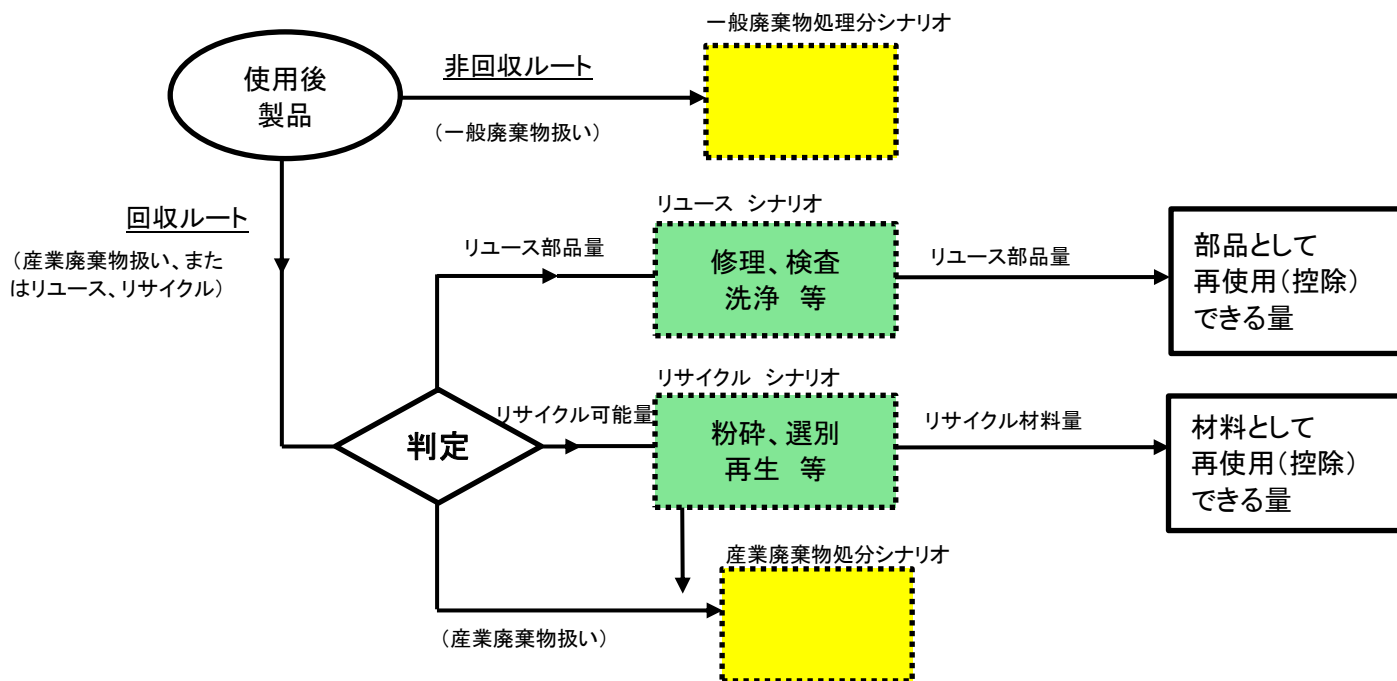 一般廃棄物処理分シナリオ
使用後
製品
非回収ルート
(一般廃棄物扱い)
回収ルート
(産業廃棄物扱い、また
はリユース、リサイクル)
リユース部品量
リユース シナリオ
修理、検査
洗浄 等
リユース部品量
部品として
再使用(控除)
できる量
判定
リサイクル可能量
リサイクル シナリオ
粉砕、選別
再生 等
リサイクル材料量
材料として
再使用(控除)
できる量
産業廃棄物処分シナリオ
(産業廃棄物扱い)